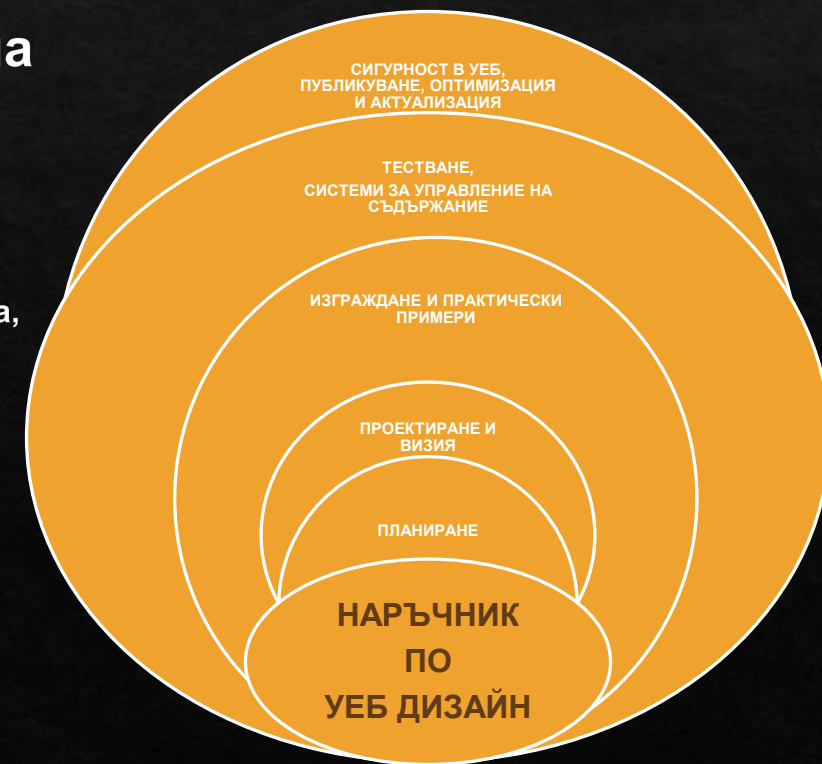 на
СИГУРНОСТ В УЕБ,
ПУБЛИКУВАНЕ, ОПТИМИЗАЦИЯ
И АКТУАЛИЗАЦИЯ
ТЕСТВАНЕ,
СИСТЕМИ ЗА УПРАВЛЕНИЕ НА
СЪДЪРЖАНИЕ
а,
ИЗГРАЖДАНЕ И ПРАКТИЧЕСКИ
ПРИМЕРИ
ПРОЕКТИРАНЕ И
ВИЗИЯ
ПЛАНИРАНЕ
НАРЪЧНИК
ПО
УЕБ ДИЗАЙН